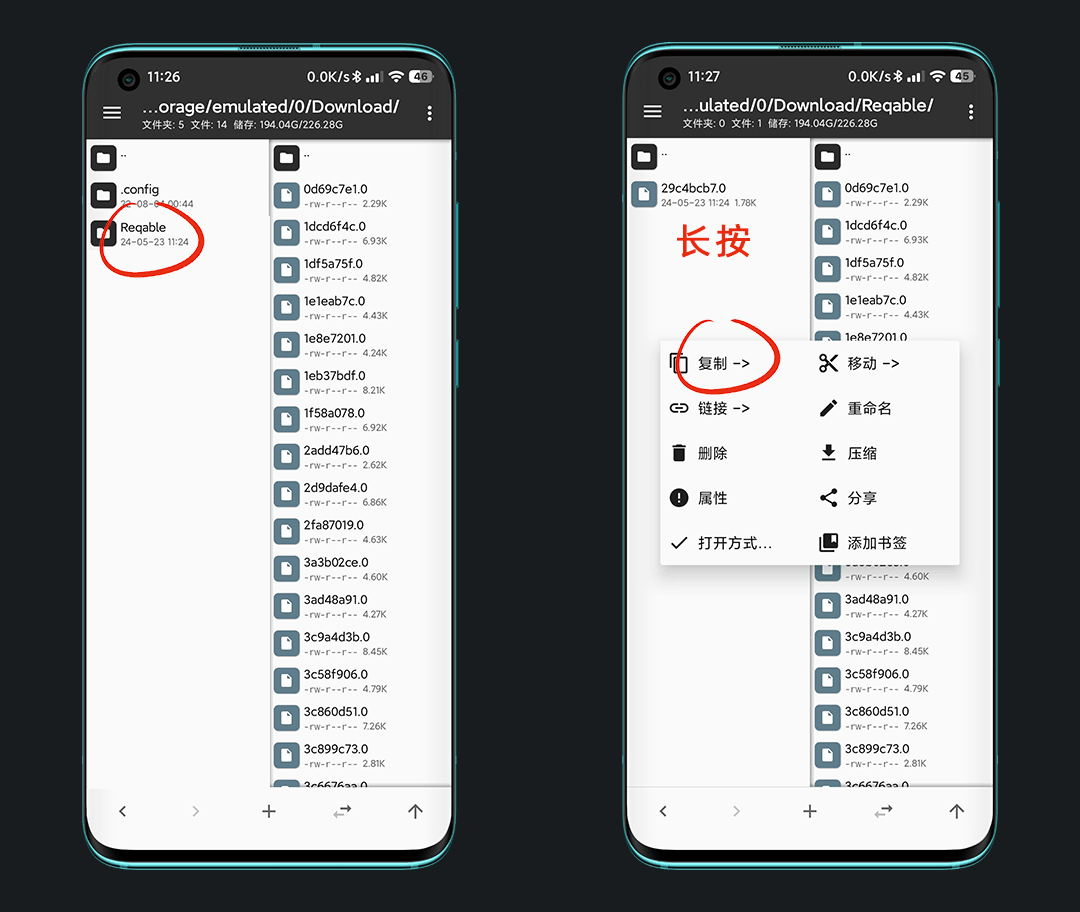 11:26
0.0K/s
46
...orage/emulated/0/Download/
文件夹: 5 文件: 14 储存: 194.04G/226.28G
..
.config
22-08-04 00:44
Reqable
24-05-23 11:24
..
0d69c7e1.0
-rw-r--r-- 2.29K
1dcd6f4c.0
-rw-r--r-- 6.93K
1df5a75f.0
-rw-r--r-- 4.82K
1e1eab7c.0
-rw-r--r-- 4.43K
1e8e7201.0
-rw-r--r-- 4.24K
1eb37bdf.0
-rw-r--r-- 8.21K
1f58a078.0
-rw-r--r-- 6.92K
2add47b6.0
-rw-r--r-- 2.62K
2d9dafe4.0
-rw-r--r-- 6.86K
2fa87019.0
-rw-r--r-- 4.63K
3a3b02ce.0
-rw-r--r-- 4.60K
3ad48a91.0
-rw-r--r-- 4.27K
3c9a4d3b.0
-rw-r--r-- 8.45K
3c58f906.0
-rw-r--r-- 4.79K
3c860d51.0
-rw-r--r-- 7.26K
3c899c73.0
-rw-r--r-- 2.81K
3c6676aa.0
11:27
0.0K/s
45
...ulated/0/Download/Reqable/
文件夹: 0 文件: 1 储存: 194.04G/226.28G
..
29c4bcb7.0
24-05-23 11:24 1.78K
长按
复制 ->
移动 ->
链接 ->
重命名
删除
压缩
属性
分享
打开方式...
添加书签
..
0d69c7e1.0
-rw-r--r-- 2.29K
1dcd6f4c.0
-rw-r--r-- 6.93K
1df5a75f.0
-rw-r--r-- 4.82K
1e1eab7c.0
-rw-r--r-- 4.43K
1e8e7201.0
-rw-r--r-- 4.60K
3ad48a91.0
-rw-r--r-- 4.27K
3c9a4d3b.0
-rw-r--r-- 8.45K
3c58f906.0
-rw-r--r-- 4.79K
3c860d51.0
-rw-r--r-- 7.26K
3c899c73.0
-rw-r--r-- 2.81K
3c6676aa.0